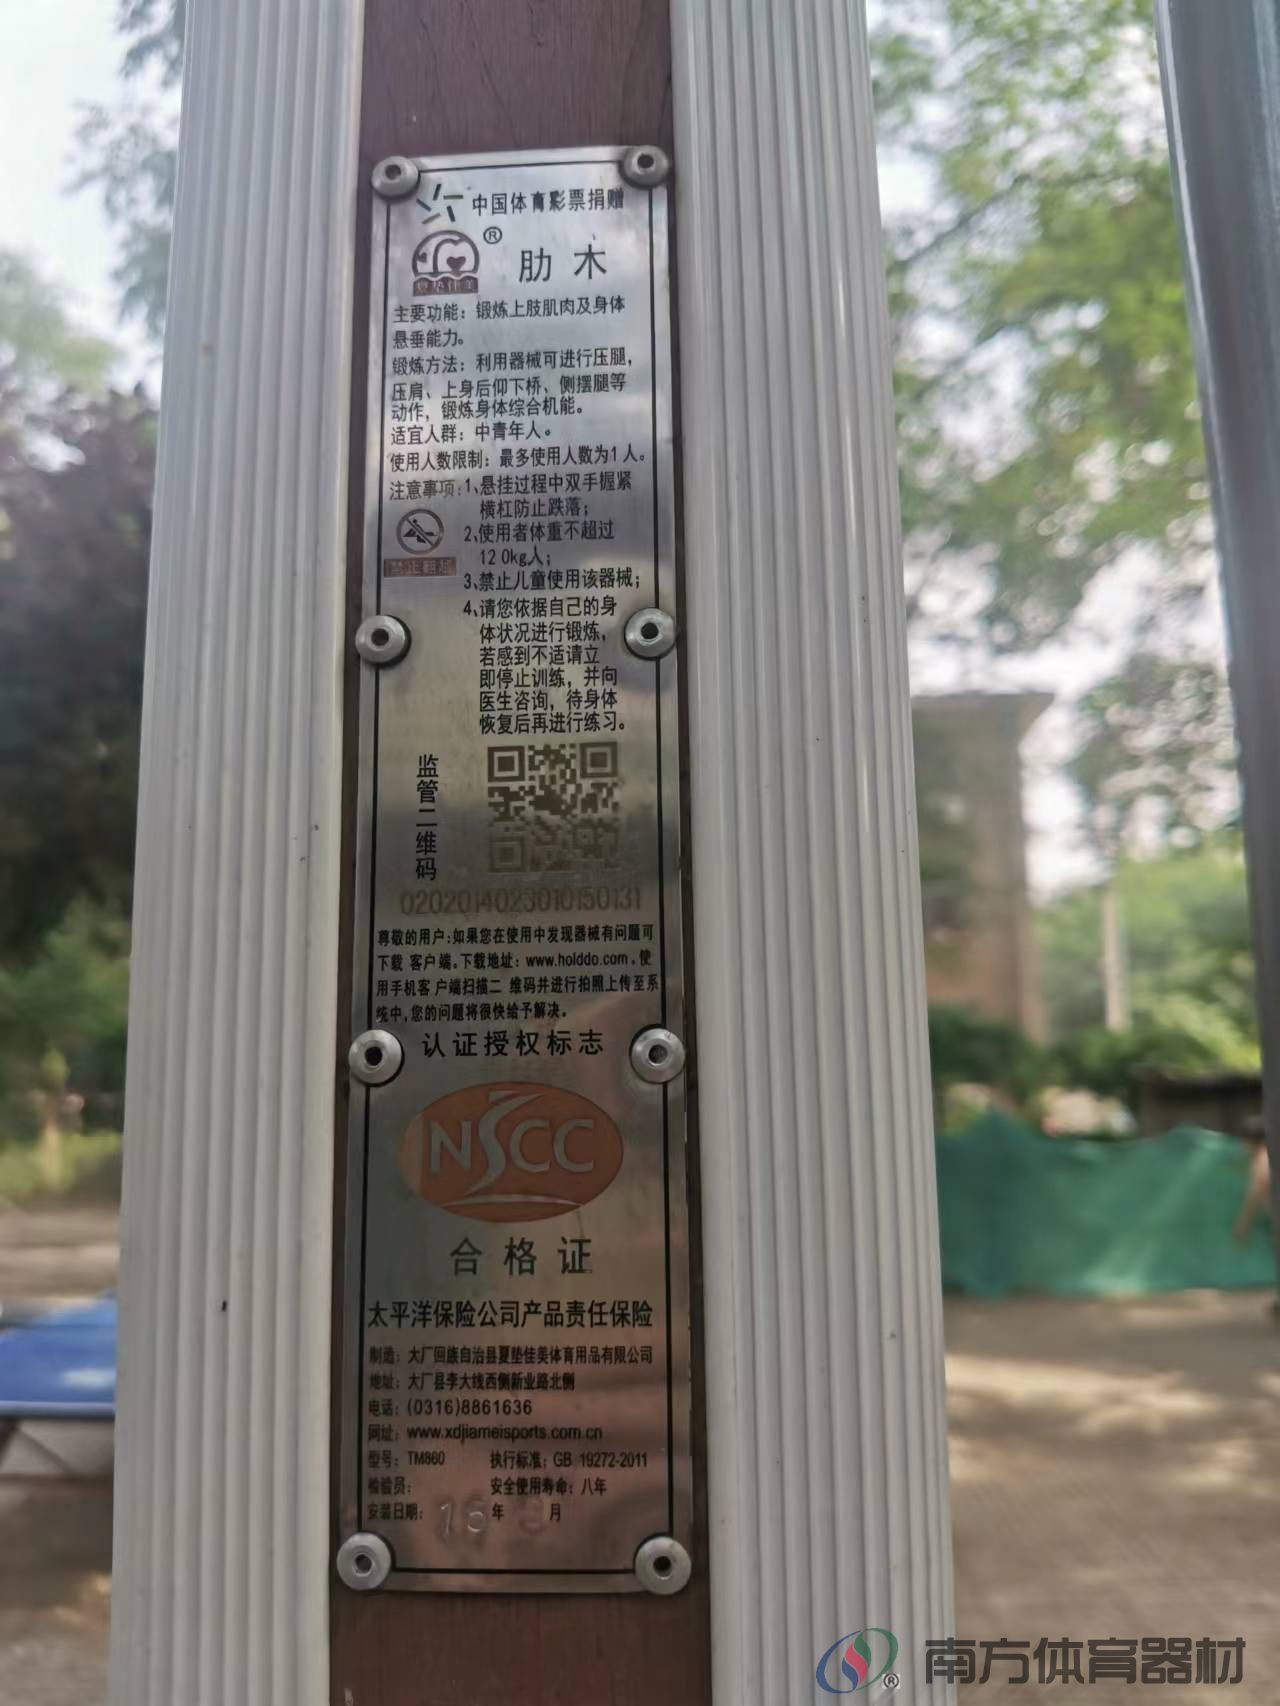 中国体育彩票捐赠
®
夏垫佳美
肋木
主要功能：锻炼上肢肌肉及身体
悬垂能力。
锻炼方法：利用器械可进行压腿，
压肩、上身后仰下桥、侧摆腿等
动作，锻炼身体综合机能。
适宜人群：中青年人。
使用人数限制：最多使用人数为1人。
注意事项：1、悬挂过程中双手握紧
横杠防止跌落；
2、使用者体重不超过
12 0kg人；
禁止翻越
3、禁止儿童使用该器械；
4、请您依据自己的身
体状况进行锻炼，
若感到不适请立
即停止训练，并向
医生咨询，待身体
恢复后再进行练习。
监管二维码
0202014023010150131
尊敬的用户：如果您在使用中发现器械有问题可
下载 客户端。下载地址：www.holddo.com，使
用手机客 户端扫描二 维码并进行拍照上传至系
统中，您的问题将很快给予解决。
认证授权标志
NSCC
合格证
太平洋保险公司产品责任保险
制造：大厂回族自治县夏垫佳美体育用品有限公司
地址：大厂县李大线西侧新业路北侧
电话：(0316)8861636
网址：www.xdjiameisports.com.cn
型号：TM860 执行标准：GB 19272-2011
检验员： 安全使用寿命：八年
安装日期： 年 月
南方体育器材
®